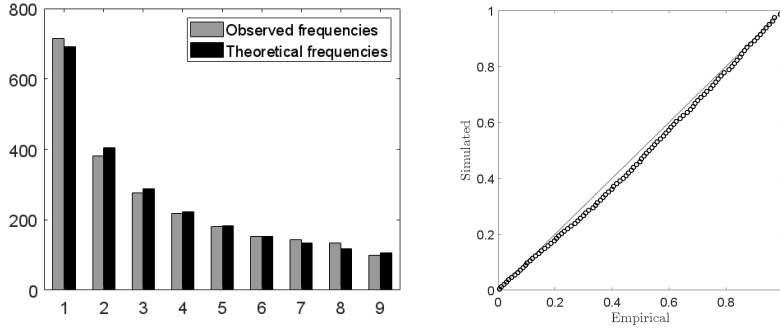 800
600
400
200
0
1 2 3 4 5 6 7 8 9
Observed frequencies
Theoretical frequencies
1
0.8
0.6
0.4
0.2
0
0 0.2 0.4 0.6 0.8
Simulated
Empirical